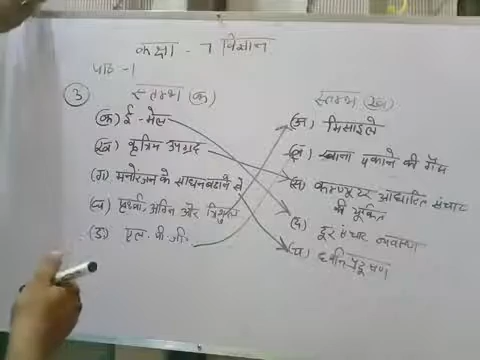 कक्षा - 7 विज्ञान
पाठ -1
③ स्तम्भ (क) स्तम्भ (ख)
(क) ई-मेल
(ख) कृत्रिम उपग्रह
(ग) मनोरंजन के साधन बढाने से
(घ) पृथ्वी, अग्नि और त्रिशूल
(ङ) एल. पी. जी.
(अ) मिसाइले
(ब) खाना पकाने की गैस
(स) कम्प्यूटर आधारित संचार की युक्ति
(द) दूर संचार व्यवस्था
(य) ध्वनि प्रदूषण